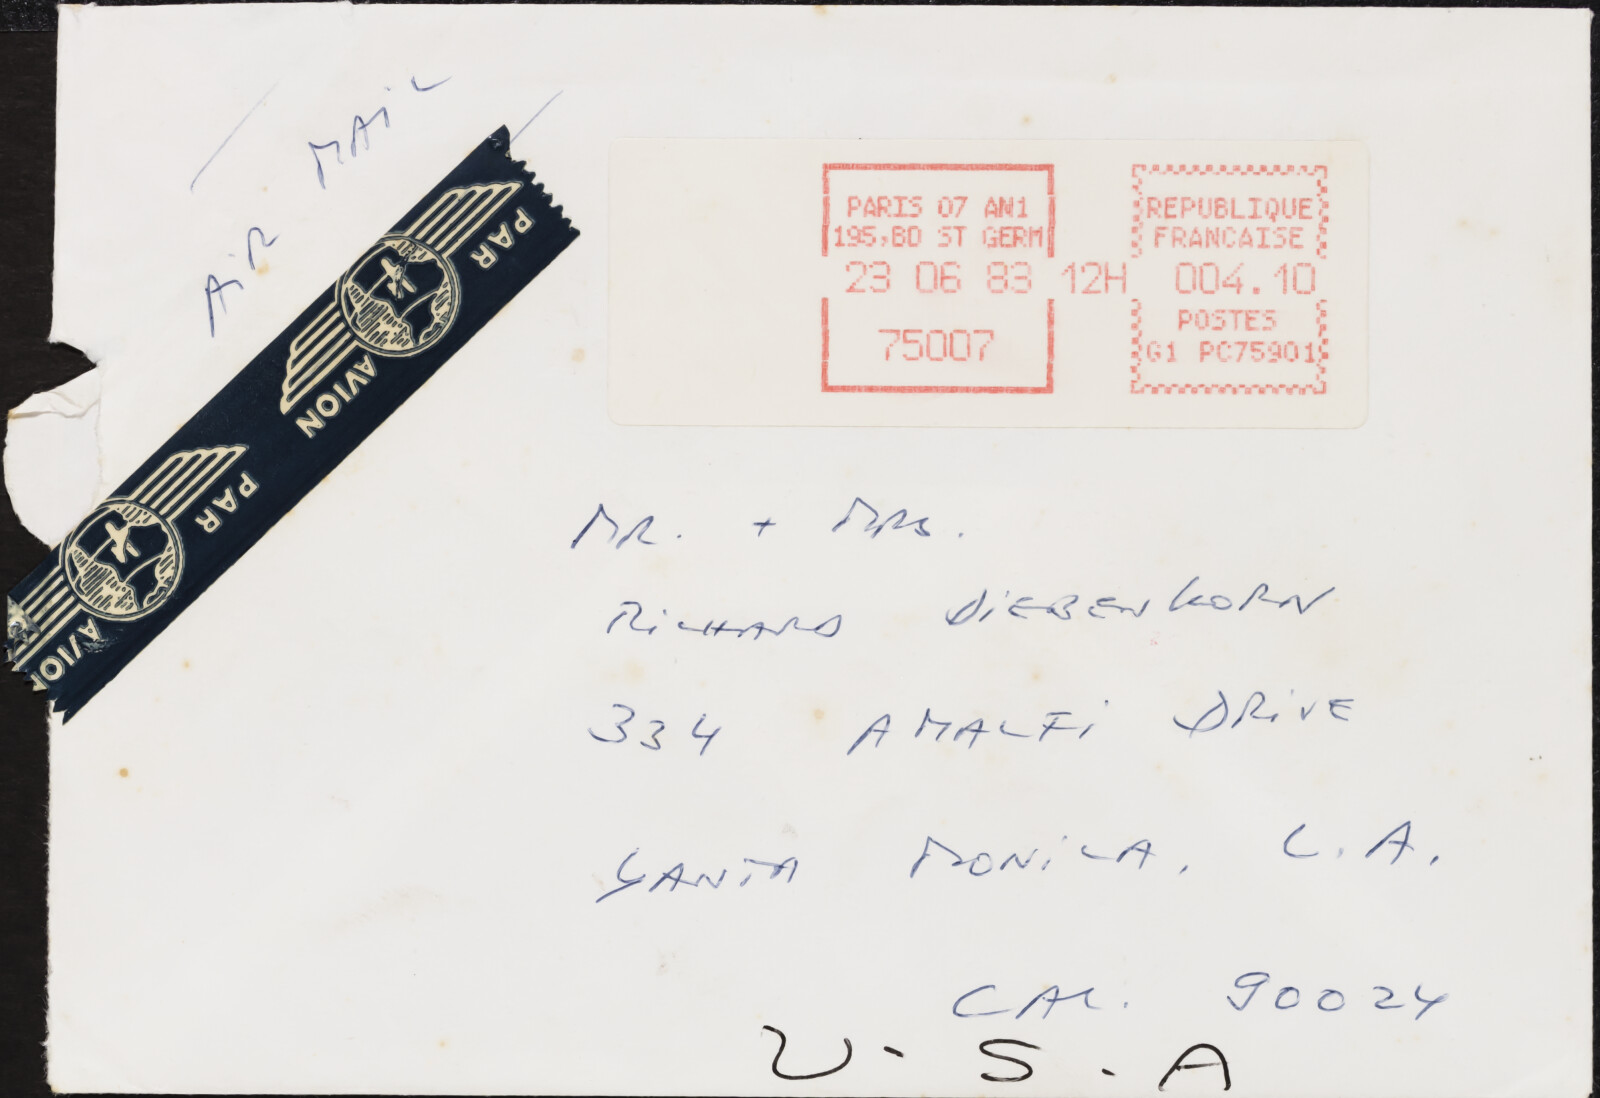 AIR MAIL
PAR AVION
PAR AVION
PARIS 07 AN1
195,BD ST GERM
23 06 83 12H
75007
REPUBLIQUE
FRANCAISE
004.10
POSTES
G1 PC75901
MR. + MRS.
RICHARD DIEBENKORN
334 AMALFI DRIVE
SANTA MONICA, L.A.
CAL. 90024
U.S.A